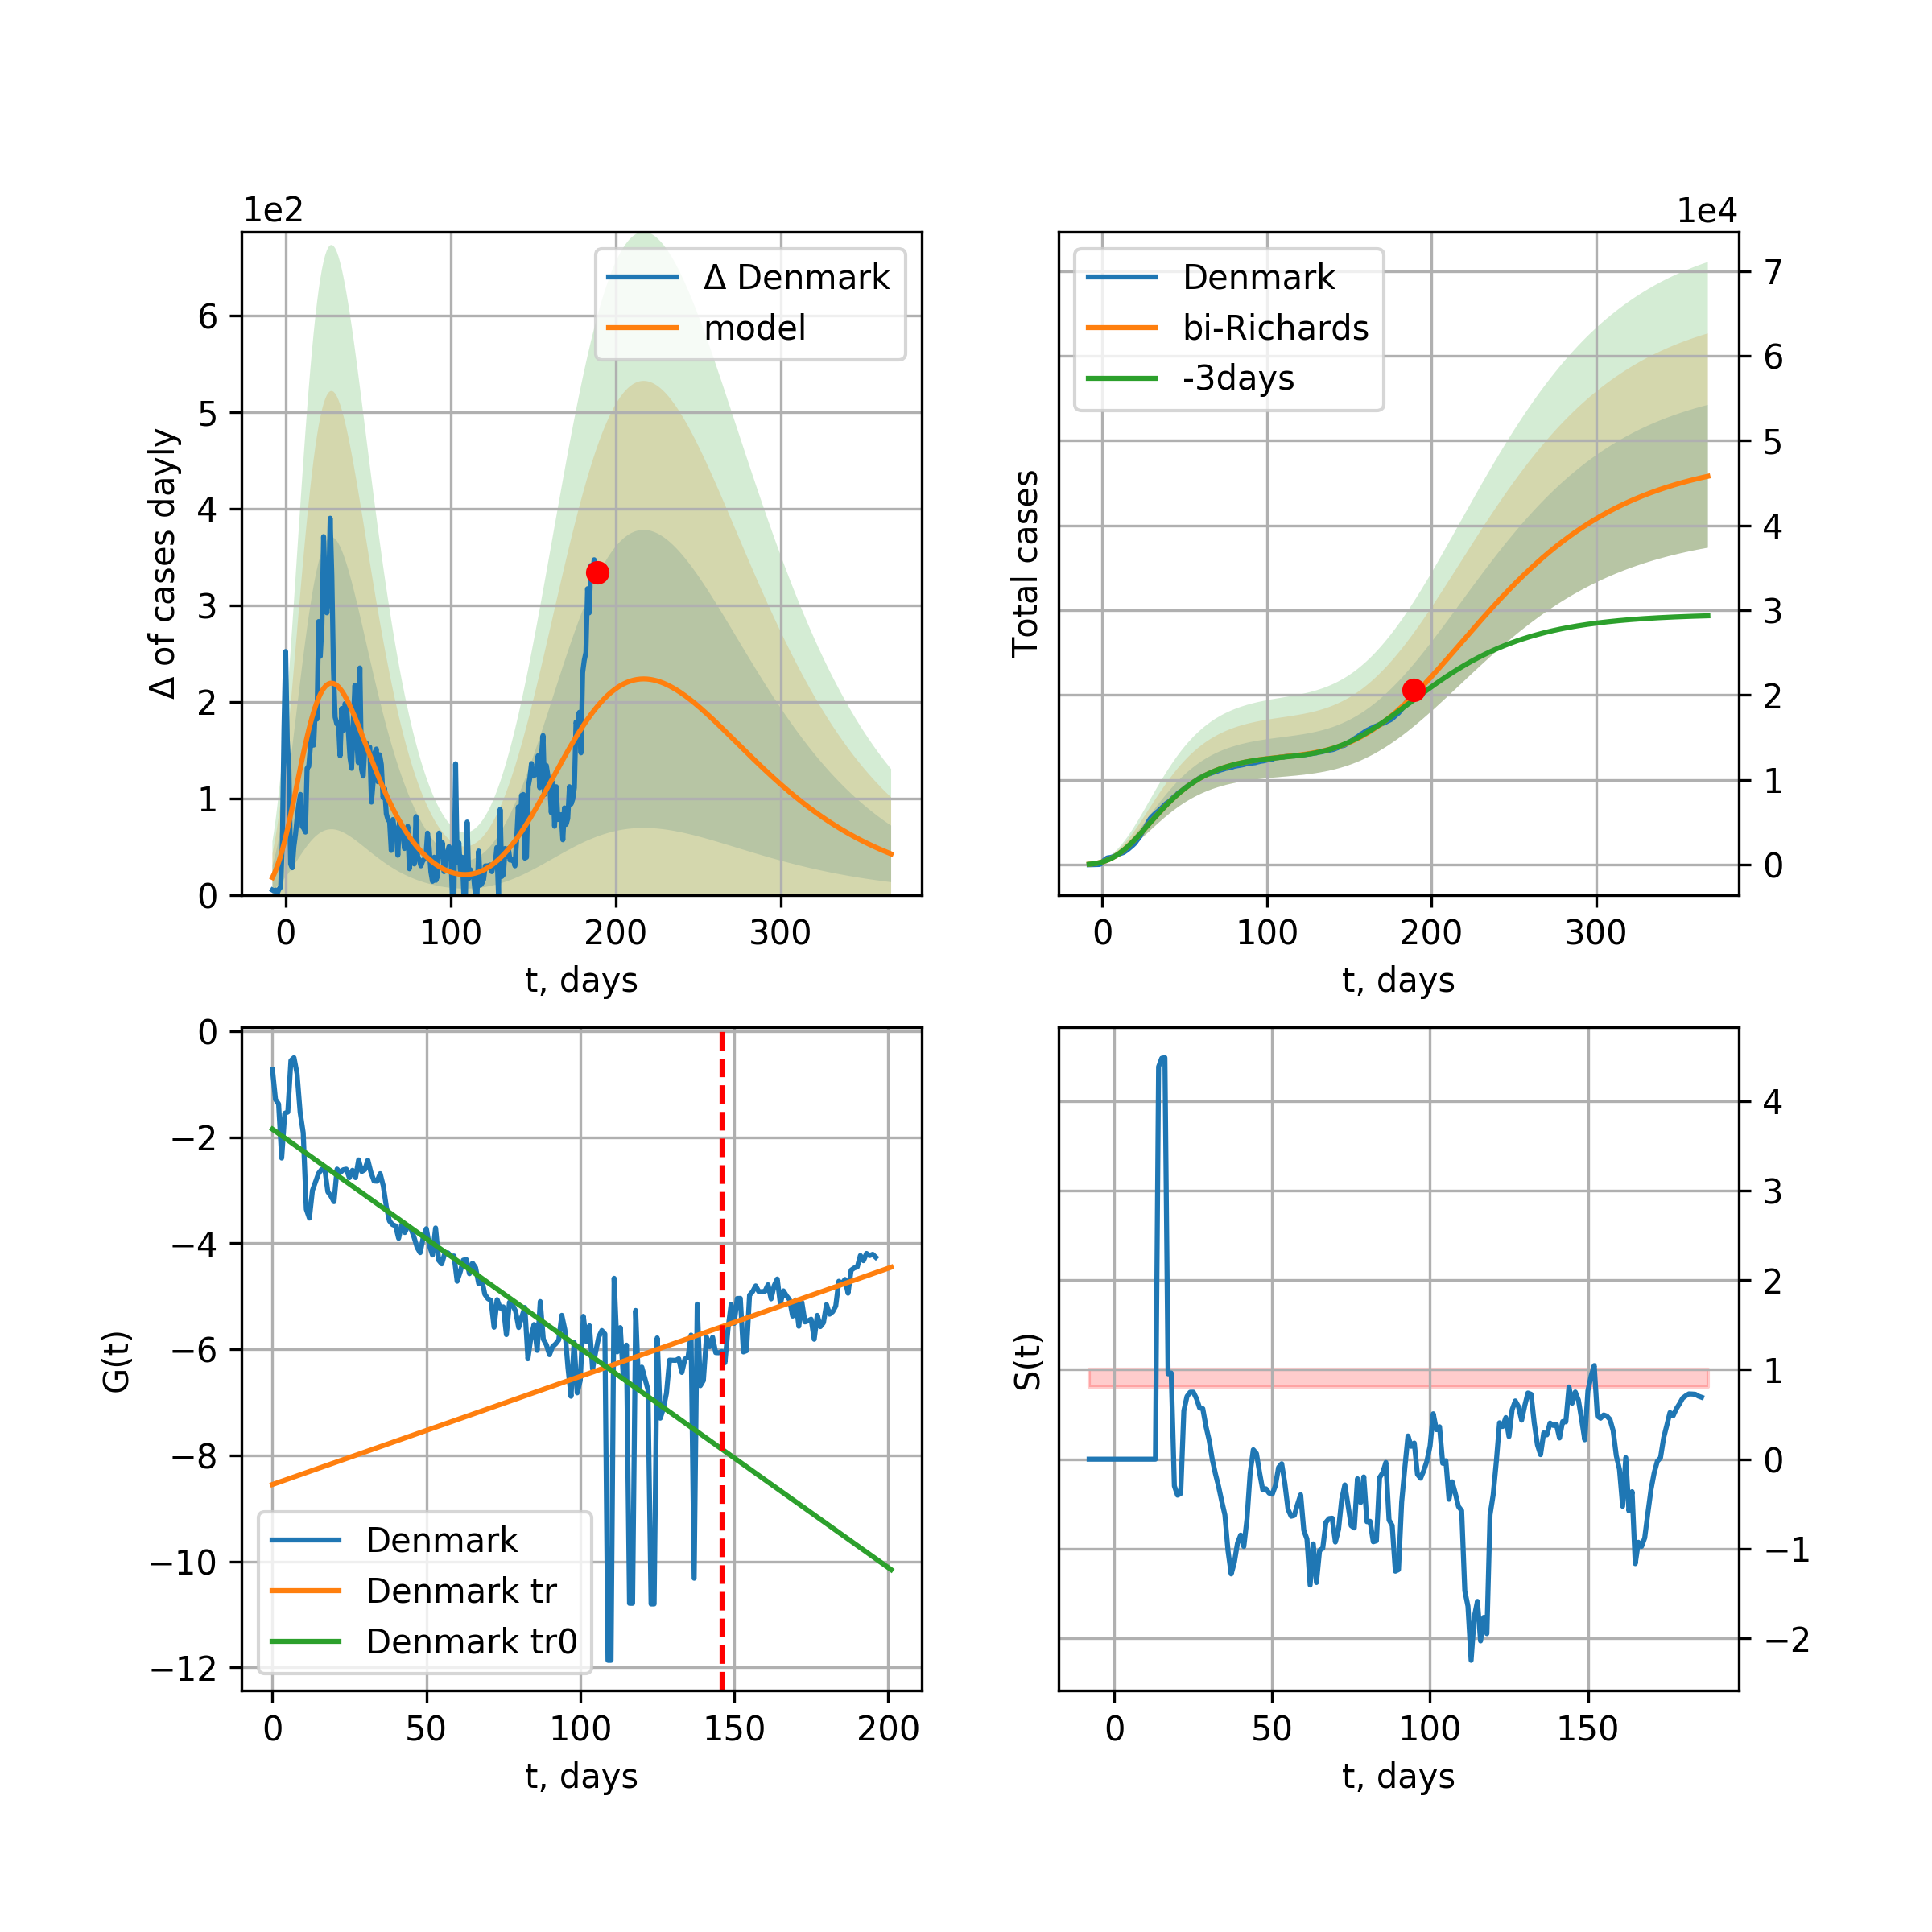 1e2
Δ Denmark
model
6
5
4
3
2
1
0
Δ of cases dayly
0 100 200 300
t, days
1e4
Denmark
bi-Richards
-3days
7
6
5
4
3
2
1
0
Total cases
0 100 200 300
t, days
0
−2
−4
−6
−8
−10
−12
G(t)
Denmark
Denmark tr
Denmark tr0
0 50 100 150 200
t, days
4
3
2
1
0
−1
−2
S(t)
0 50 100 150
t, days